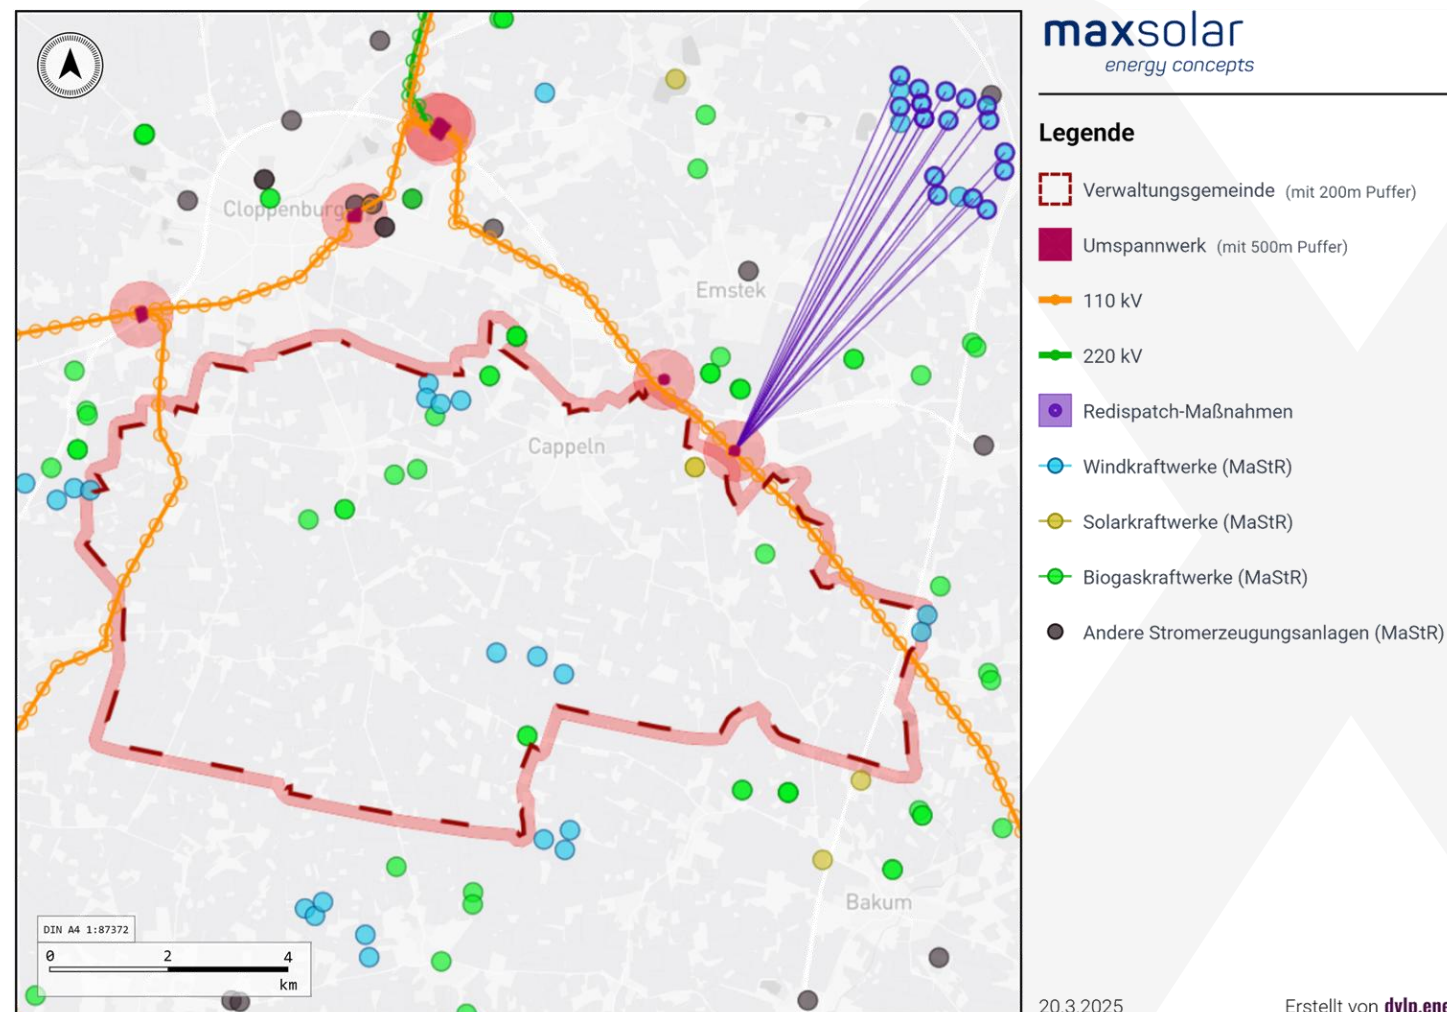 maxsolar
energy concepts
Legende
Verwaltungsgemeinde (mit 200m Puffer)
Umspannwerk (mit 500m Puffer)
110 kV
220 kV
Redispatch-Maßnahmen
Windkraftwerke (MaStR)
Solarkraftwerke (MaStR)
Biogaskraftwerke (MaStR)
Andere Stromerzeugungsanlagen (MaStR)
Cloppenburg
Emstek
Cappeln
Bakum
DIN A4 1:87372
0 2 4
km
20.3.2025 Erstellt von dvlp.ene